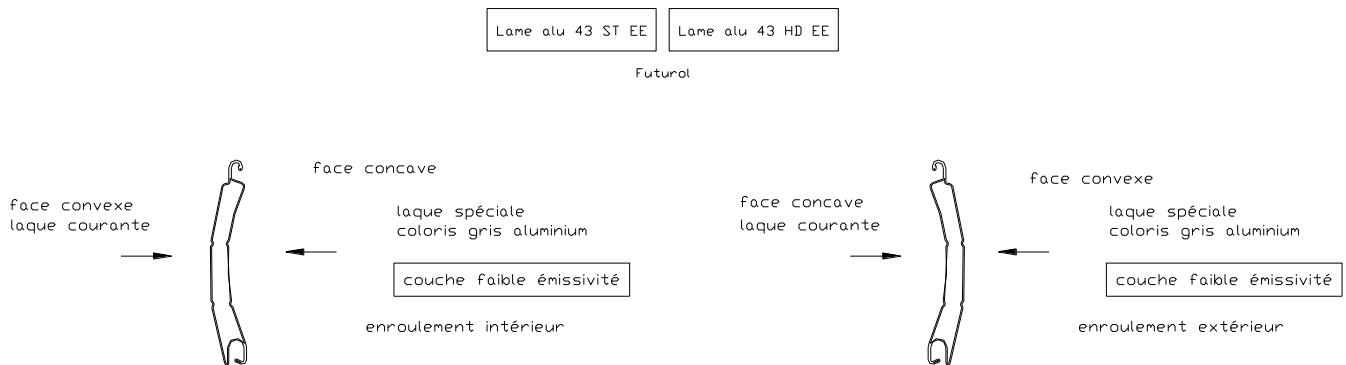 Lame alu 43 ST EE
Lame alu 43 HD EE
Futurol
face concave
face convexe
laque courante
laque spéciale
coloris gris aluminium
couche faible émissivité
enroulement intérieur
face convexe
face concave
laque courante
laque spéciale
coloris gris aluminium
couche faible émissivité
enroulement extérieur